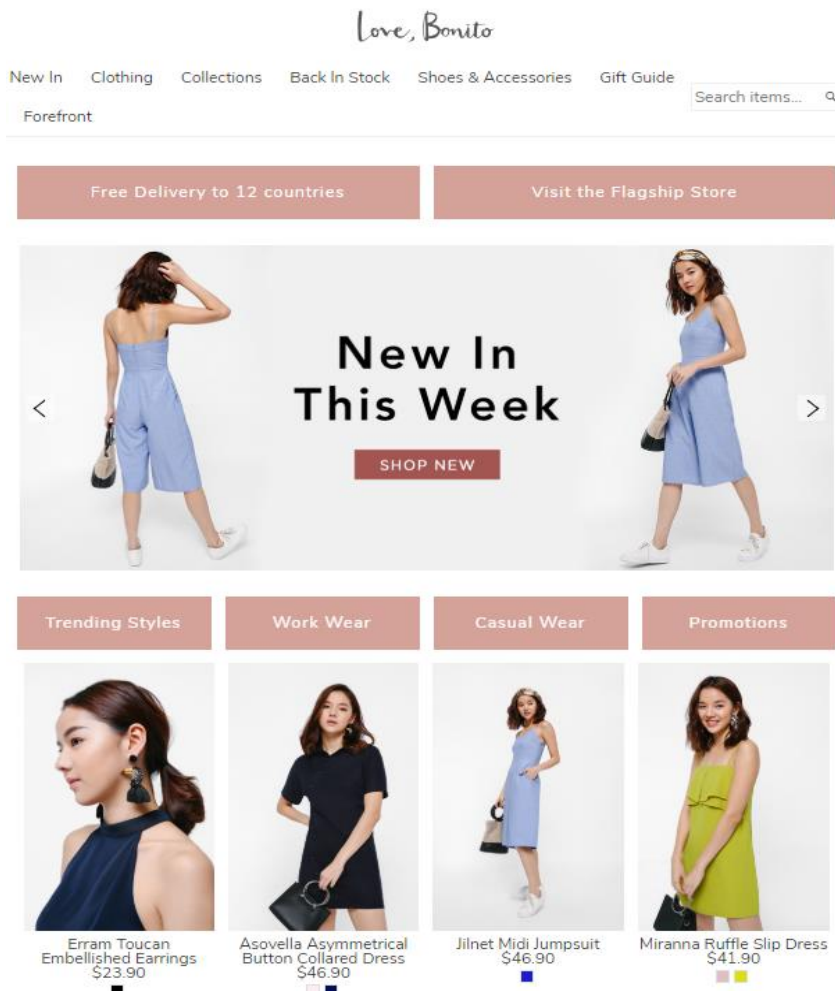 Love, Bonito
New In Clothing Collections Back In Stock Shoes & Accessories Gift Guide
Search items...
Forefront
Free Delivery to 12 countries Visit the Flagship Store
New In
This Week
SHOP NEW
Trending Styles Work Wear Casual Wear Promotions
Erram Toucan
Embellished Earrings
$23.90
Asovella Asymmetrical
Button Collared Dress
$46.90
Jilnet Midi Jumpsuit
$46.90
Miranna Ruffle Slip Dress
$41.90